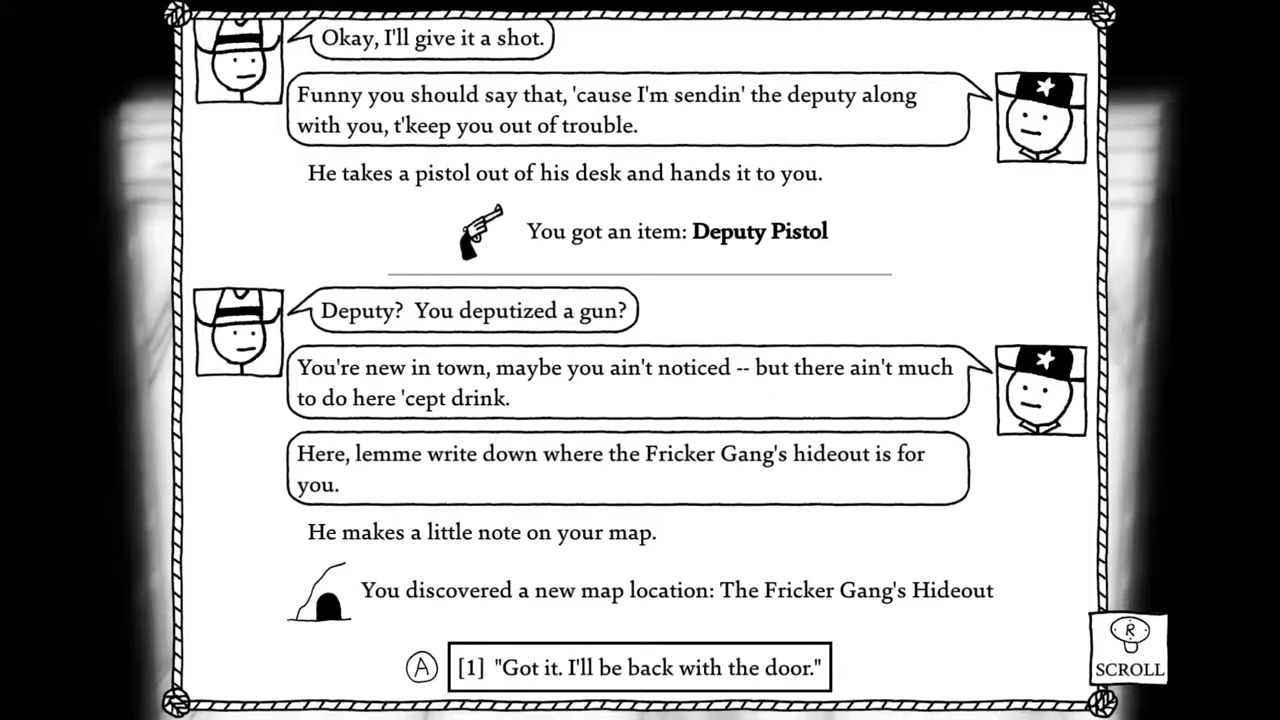 Okay, I'll give it a shot.
Funny you should say that, 'cause I'm sendin' the deputy along
with you, t'keep you out of trouble.
He takes a pistol out of his desk and hands it to you.
You got an item: Deputy Pistol
Deputy?  You deputized a gun?
You're new in town, maybe you ain't noticed -- but there ain't much
to do here 'cept drink.
Here, lemme write down where the Fricker Gang's hideout is for
you.
He makes a little note on your map.
You discovered a new map location: The Fricker Gang's Hideout
A [1] "Got it. I'll be back with the door."
R
SCROLL